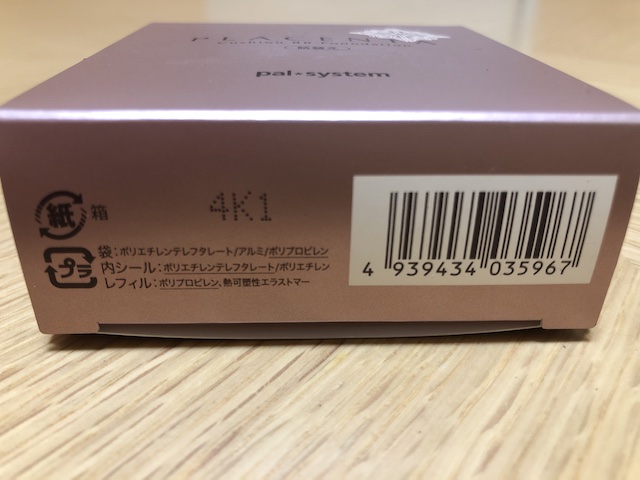 PLACENTA
Cushion BB Foundation
pal*system
紙 箱
4K1
袋:ポリエチレンテレフタレート/アルミ/ポリプロピレン
プラ
内シール:ポリエチレンテレフタレート/ポリエチレン
レフィル:ポリプロピレン、熱可塑性エラストマー
4 939434 035967